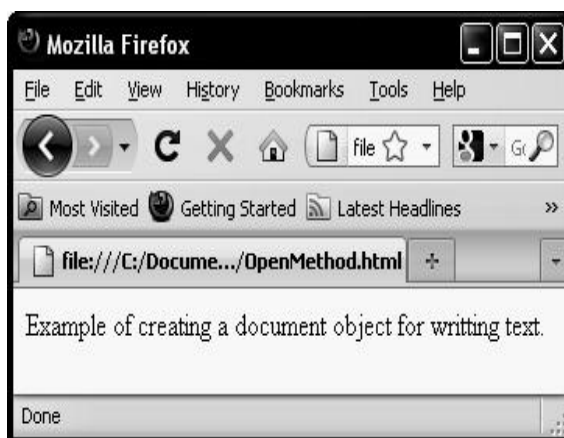 Mozilla Firefox
File Edit View History Bookmarks Tools Help
file
Most Visited Getting Started Latest Headlines »
file:///C:/Docume.../OpenMethod.html
Example of creating a document object for writting text.
Done